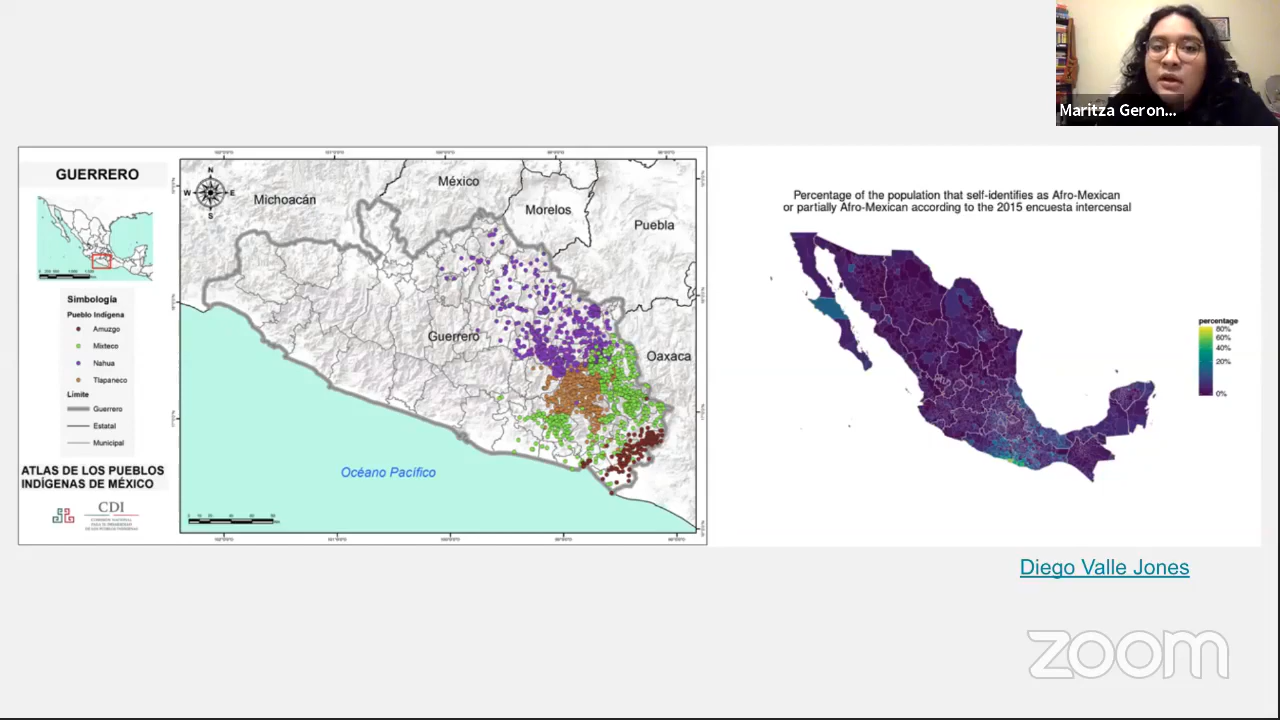 Maritza Geron...
GUERRERO
Simbología
Pueblo Indígena
Amuzgo
Mixteco
Nahua
Tlapaneco
Límite
Guerrero
Estatal
Municipal
ATLAS DE LOS PUEBLOS
INDÍGENAS DE MÉXICO
CDI
N
W
E
S
Michoacán
México
Morelos
Puebla
Guerrero
Oaxaca
Océano Pacífico
Percentage of the population that self-identifies as Afro-Mexican
or partially Afro-Mexican according to the 2015 encuesta intercensal
percentage
80%
60%
40%
20%
0%
Diego Valle Jones
zoom